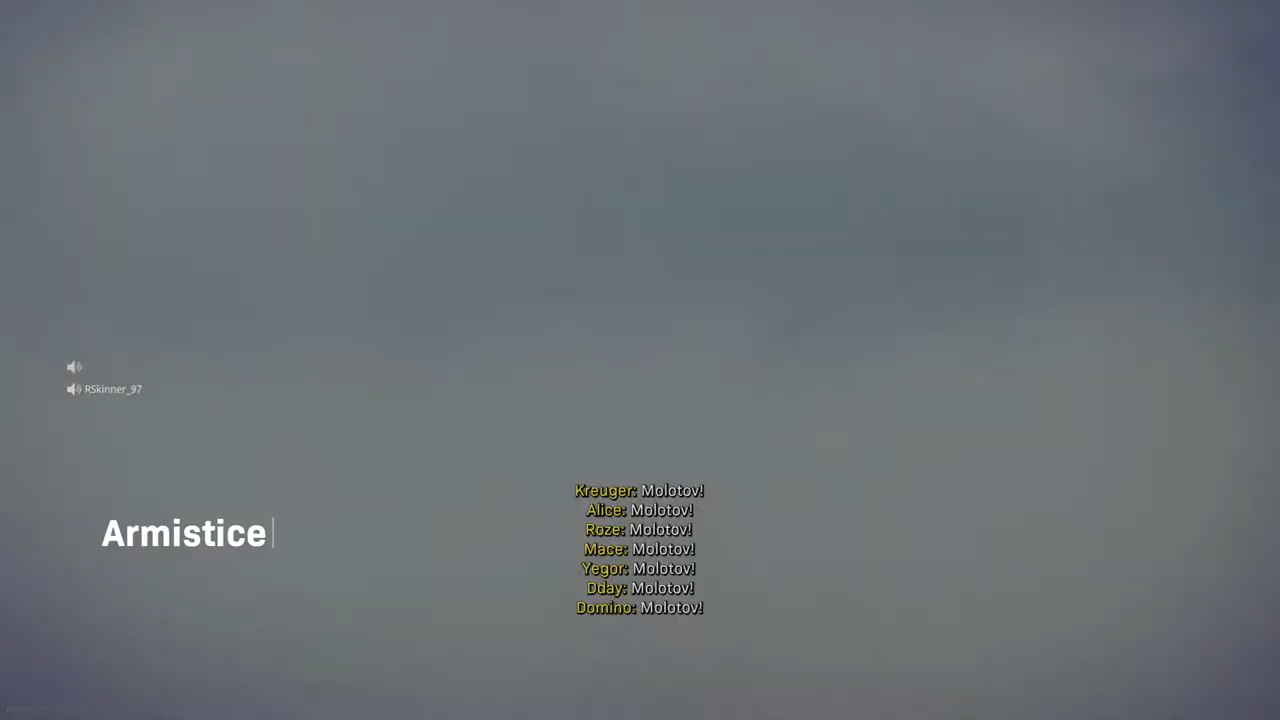 RSkinner_97
Kreuger: Molotov!
Alice: Molotov!
Roze: Molotov!
Mace: Molotov!
Yegor: Molotov!
Dday: Molotov!
Domino: Molotov!
Armistice